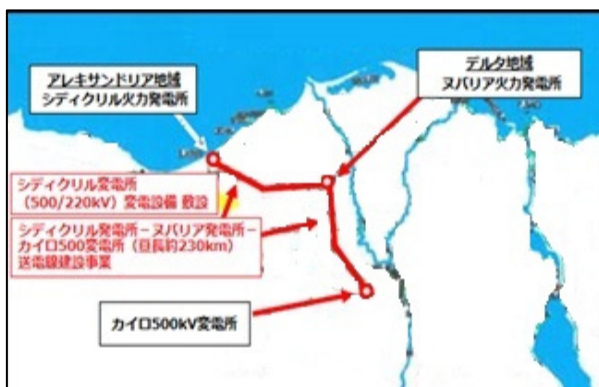 アレキサンドリア地域
シディクリル火力発電所
デルタ地域
ヌバリア火力発電所
シディクリル変電所
(500/220kV)変電設備 敷設
シディクリル発電所－ヌバリア発電所－
カイロ500変電所(亘長約230km)
送電線建設事業
カイロ500kV変電所